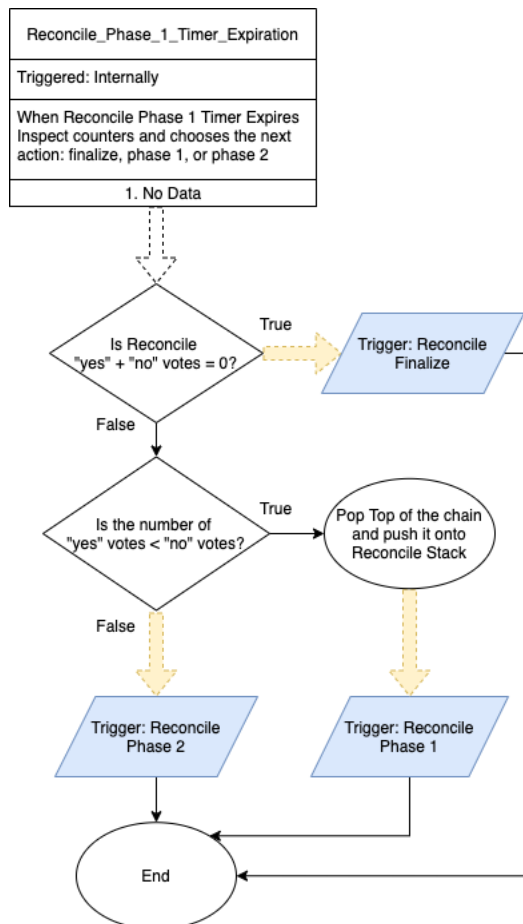 Reconcile_Phase_1_Timer_Expiration
Triggered: Internally
When Reconcile Phase 1 Timer Expires
Inspect counters and chooses the next
action: finalize, phase 1, or phase 2
1. No Data
Is Reconcile
"yes" + "no" votes = 0?
True
Trigger: Reconcile
Finalize
False
Is the number of
"yes" votes < "no" votes?
True
Pop Top of the chain
and push it onto
Reconcile Stack
False
Trigger: Reconcile
Phase 2
Trigger: Reconcile
Phase 1
End